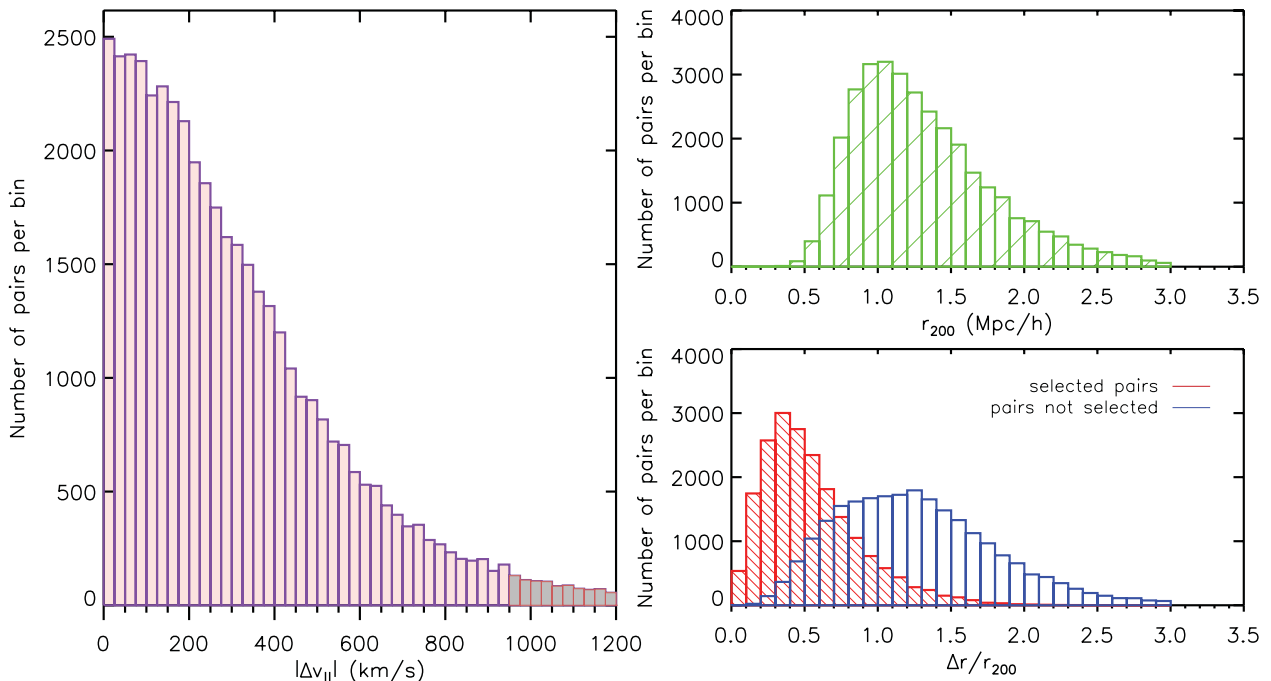 Number of pairs per bin
2500
2000
1500
1000
500
0
0 200 400 600 800 1000 1200
|Δv_||| (km/s)
Number of pairs per bin
4000
3000
2000
1000
0
0.0 0.5 1.0 1.5 2.0 2.5 3.0 3.5
r_200 (Mpc/h)
Number of pairs per bin
4000
3000
2000
1000
0
selected pairs
pairs not selected
0.0 0.5 1.0 1.5 2.0 2.5 3.0 3.5
Δr/r_200